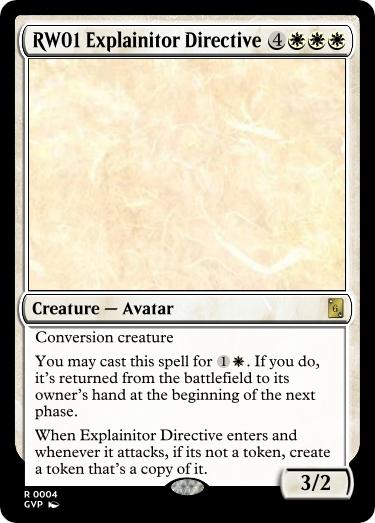 RW01 Explainitor Directive 4
Creature — Avatar 6
Conversion creature
You may cast this spell for 1 . If you do,
it's returned from the battlefield to its
owner's hand at the beginning of the next
phase.
When Explainitor Directive enters and
whenever it attacks, if its not a token, create
a token that's a copy of it.
3/2
R 0004
GVP